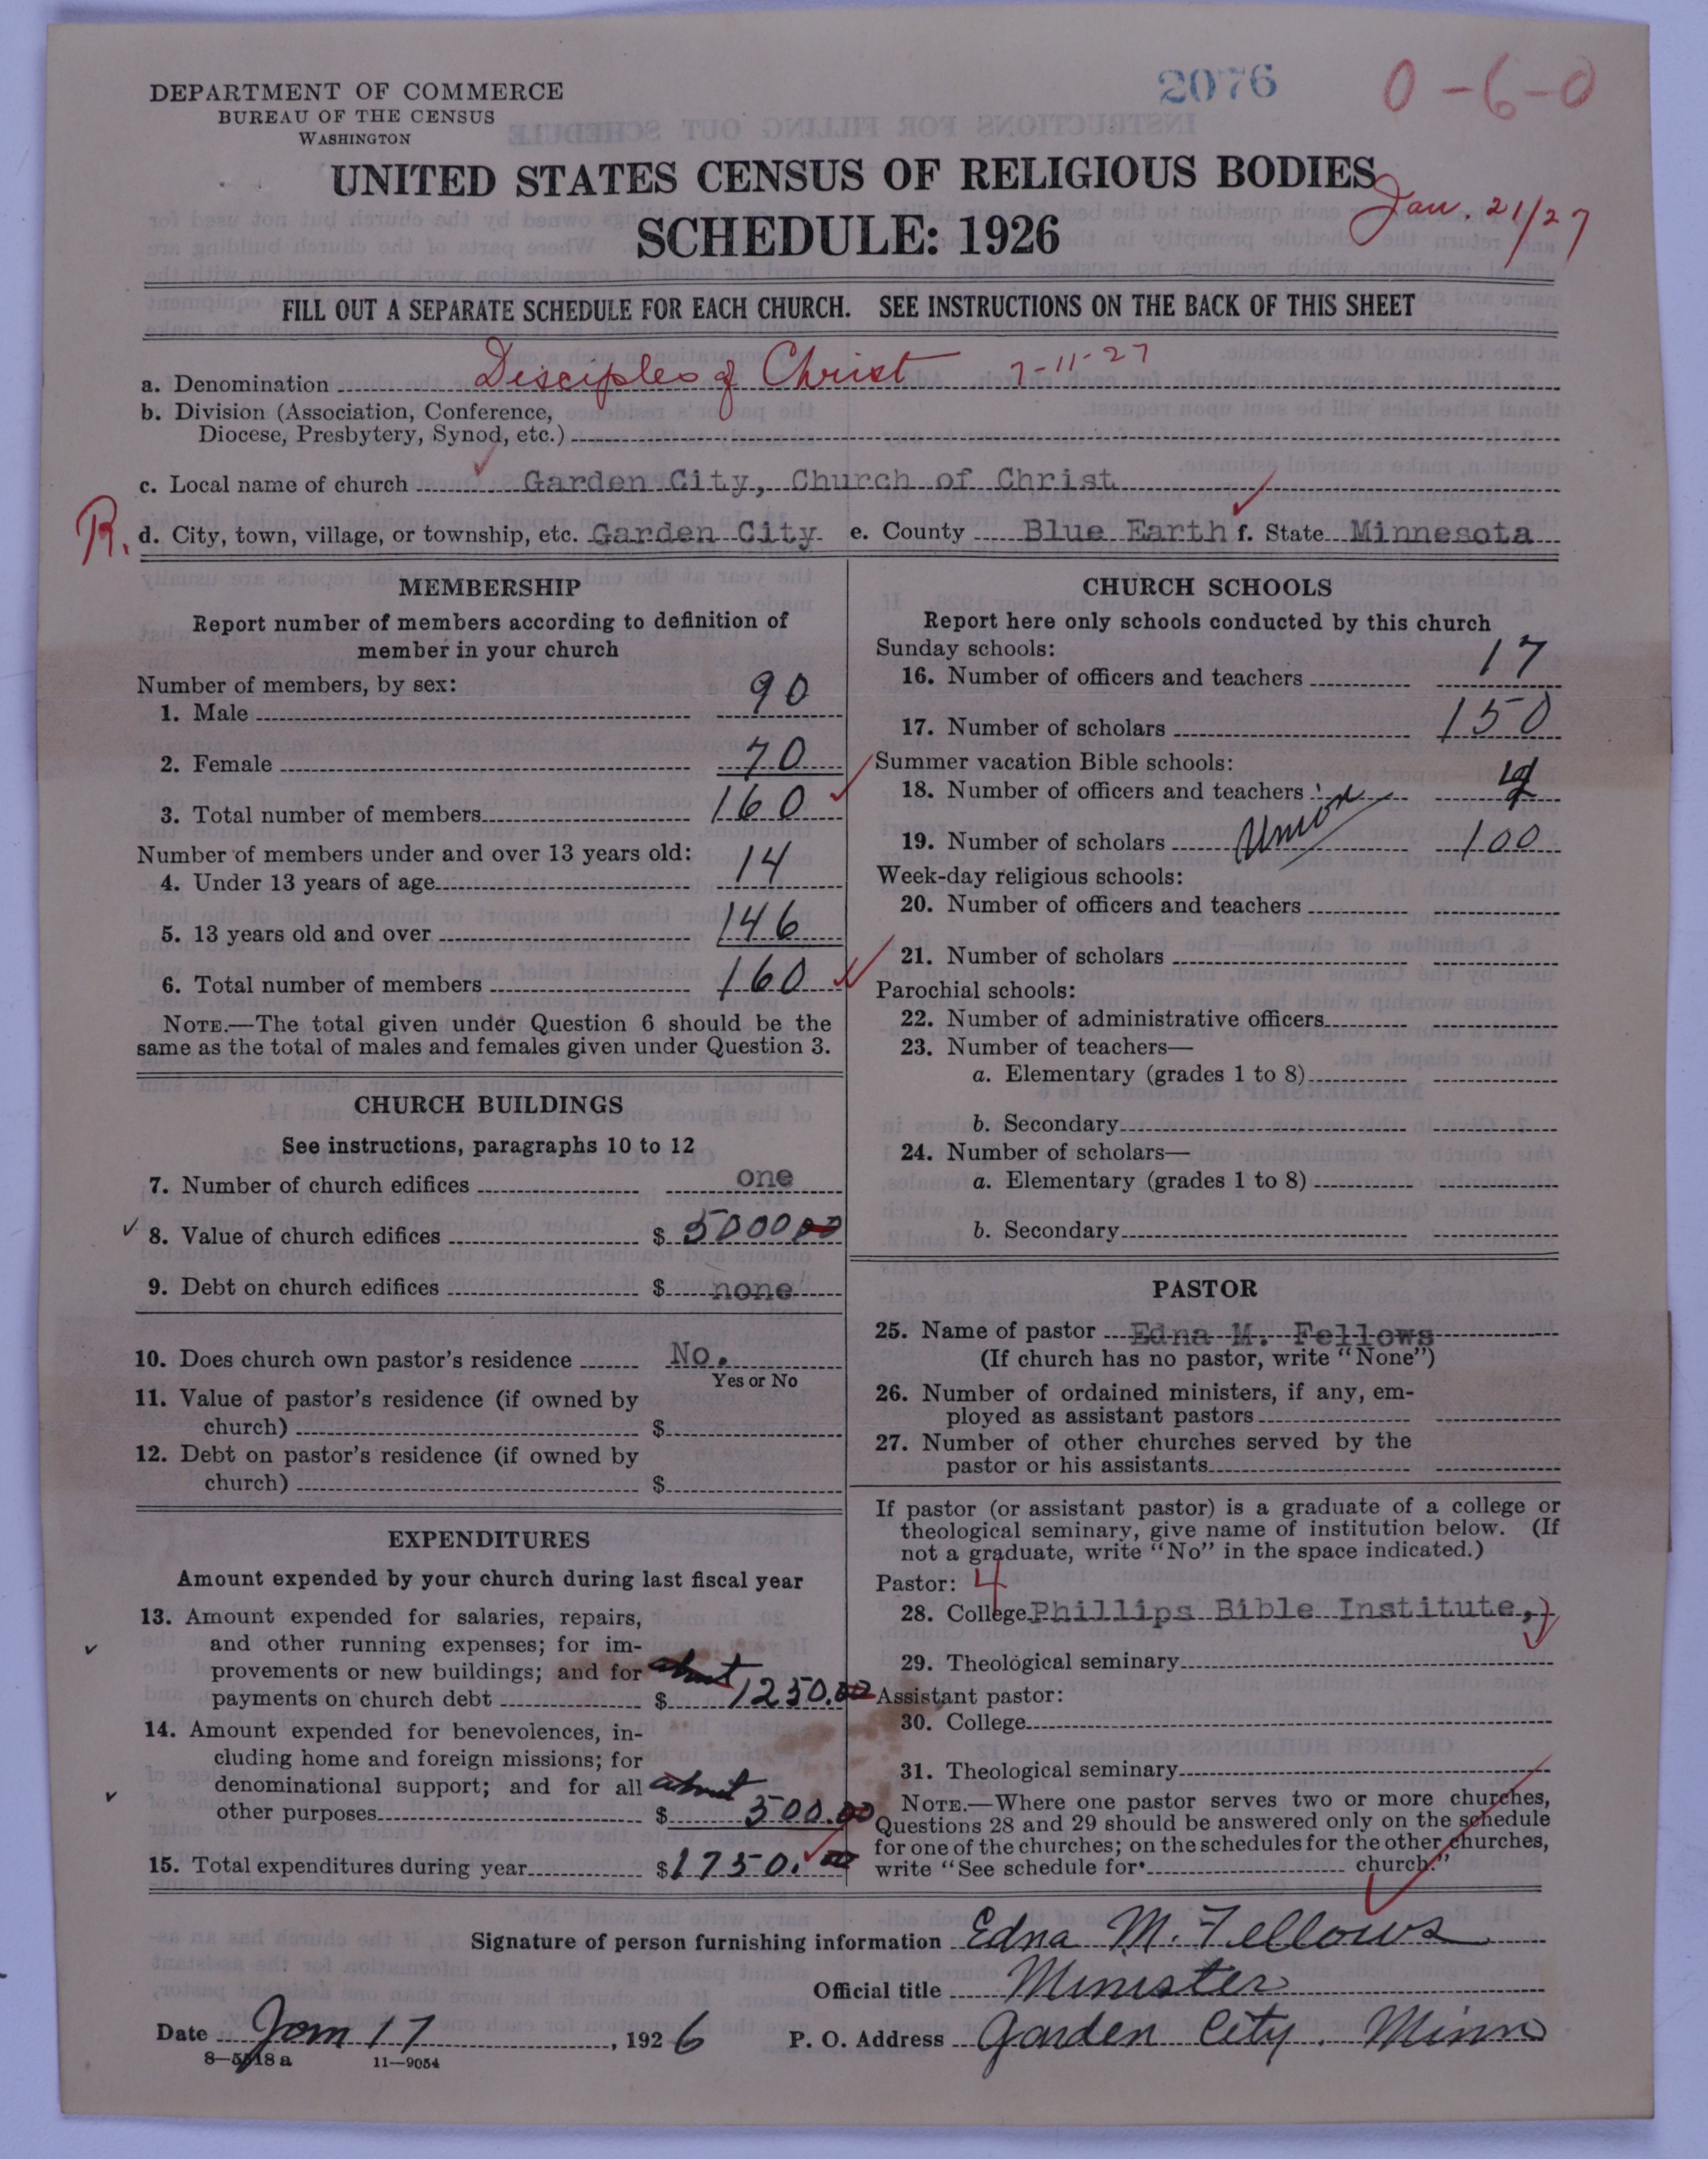 2076
0-6-0
DEPARTMENT OF COMMERCE
BUREAU OF THE CENSUS
WASHINGTON
UNITED STATES CENSUS OF RELIGIOUS BODIES
Jan. 21/27
SCHEDULE: 1926
FILL OUT A SEPARATE SCHEDULE FOR EACH CHURCH. SEE INSTRUCTIONS ON THE BACK OF THIS SHEET
a. Denomination Disciples of Christ 7-11-27
b. Division (Association, Conference,
Diocese, Presbytery, Synod, etc.)
c. Local name of church Garden City, Church of Christ
R. d. City, town, village, or township, etc. Garden City e. County Blue Earth f. State Minnesota
MEMBERSHIP
Report number of members according to definition of
member in your church
Number of members, by sex:
1. Male 90
2. Female 70
3. Total number of members 160
Number of members under and over 13 years old:
4. Under 13 years of age 14
5. 13 years old and over 146
6. Total number of members 160
NOTE.—The total given under Question 6 should be the
same as the total of males and females given under Question 3.
CHURCH BUILDINGS
See instructions, paragraphs 10 to 12
7. Number of church edifices one
8. Value of church edifices $ 5000 00
9. Debt on church edifices $ none
10. Does church own pastor's residence No.
Yes or No
11. Value of pastor's residence (if owned by
church) $
12. Debt on pastor's residence (if owned by
church) $
EXPENDITURES
Amount expended by your church during last fiscal year
13. Amount expended for salaries, repairs,
and other running expenses; for im-
provements or new buildings; and for about
payments on church debt $ 1250.00
14. Amount expended for benevolences, in-
cluding home and foreign missions; for
denominational support; and for all about
other purposes $ 500.00
15. Total expenditures during year $1750.00
CHURCH SCHOOLS
Report here only schools conducted by this church
Sunday schools:
16. Number of officers and teachers 17
17. Number of scholars 150
Summer vacation Bible schools:
18. Number of officers and teachers
19. Number of scholars Union 100
Week-day religious schools:
20. Number of officers and teachers
21. Number of scholars
Parochial schools:
22. Number of administrative officers
23. Number of teachers—
a. Elementary (grades 1 to 8)
b. Secondary
24. Number of scholars—
a. Elementary (grades 1 to 8)
b. Secondary
PASTOR
25. Name of pastor Edna M. Fellows
(If church has no pastor, write "None")
26. Number of ordained ministers, if any, em-
ployed as assistant pastors
27. Number of other churches served by the
pastor or his assistants
If pastor (or assistant pastor) is a graduate of a college or
theological seminary, give name of institution below. (If
not a graduate, write "No" in the space indicated.)
Pastor: 4
28. College Phillips Bible Institute,
29. Theological seminary
Assistant pastor:
30. College
31. Theological seminary
NOTE.—Where one pastor serves two or more churches,
Questions 28 and 29 should be answered only on the schedule
for one of the churches; on the schedules for the other churches,
write "See schedule for church."
Signature of person furnishing information Edna M. Fellows
Official title Minister
Date Jan 17, 1926 P. O. Address Garden City. Minn
8-5518a 11-9054